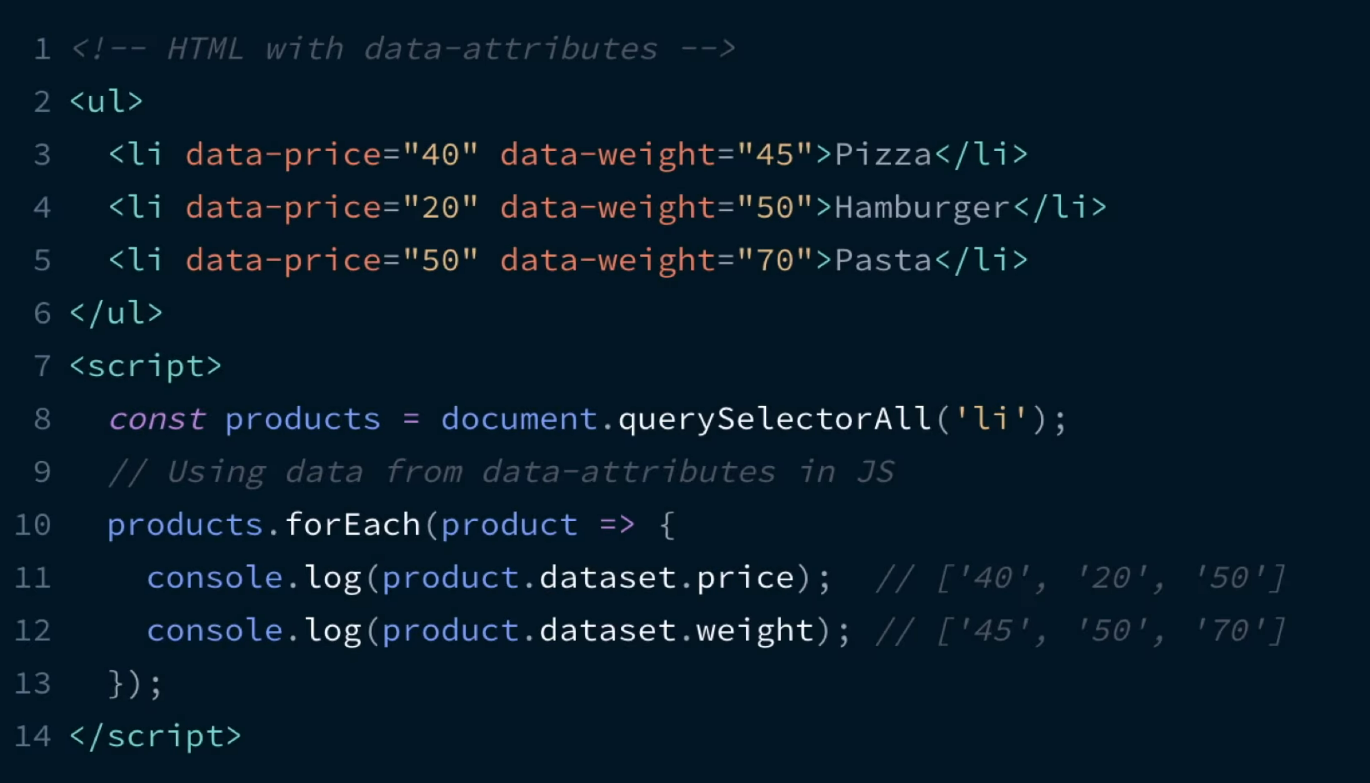 1 <!-- HTML with data-attributes -->
2 <ul>
3   <li data-price="40" data-weight="45">Pizza</li>
4   <li data-price="20" data-weight="50">Hamburger</li>
5   <li data-price="50" data-weight="70">Pasta</li>
6 </ul>
7 <script>
8   const products = document.querySelectorAll('li');
9   // Using data from data-attributes in JS
10   products.forEach(product => {
11     console.log(product.dataset.price);  // ['40', '20', '50']
12     console.log(product.dataset.weight); // ['45', '50', '70']
13   });
14 </script>